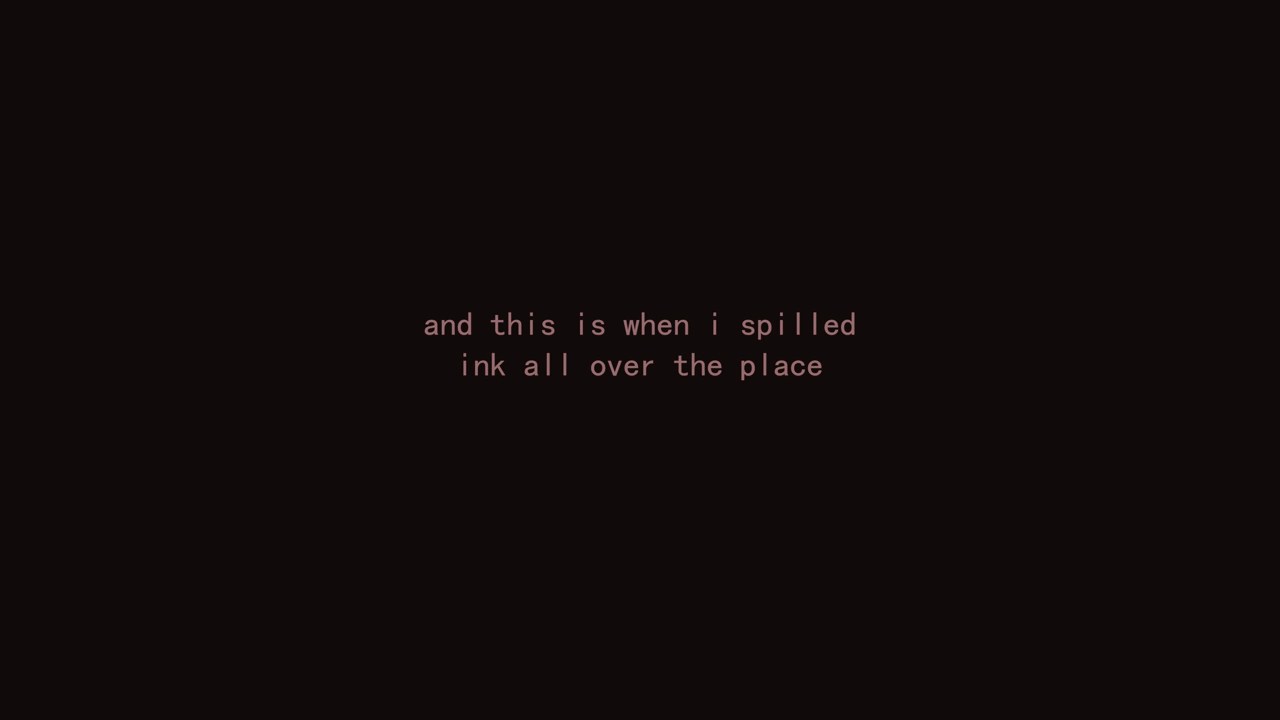 and this is when i spilled
ink all over the place